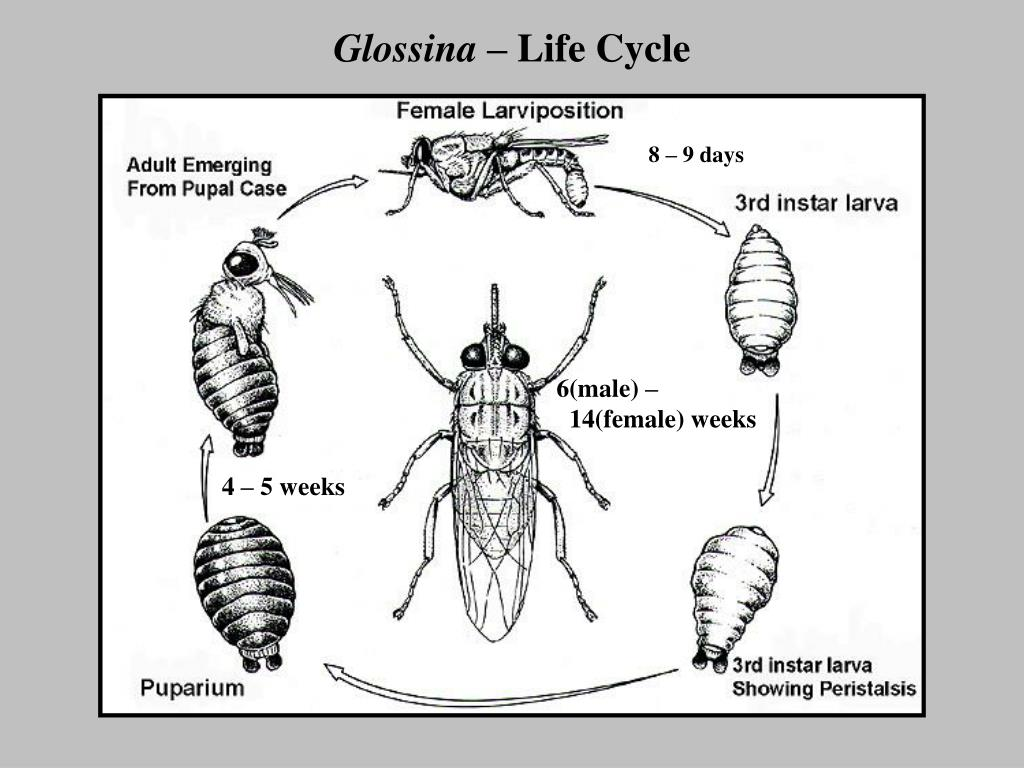 Glossina – Life Cycle
Female Larviposition
8 – 9 days
Adult Emerging
From Pupal Case
3rd instar larva
6(male) –
14(female) weeks
4 – 5 weeks
3rd instar larva
Showing Peristalsis
Puparium